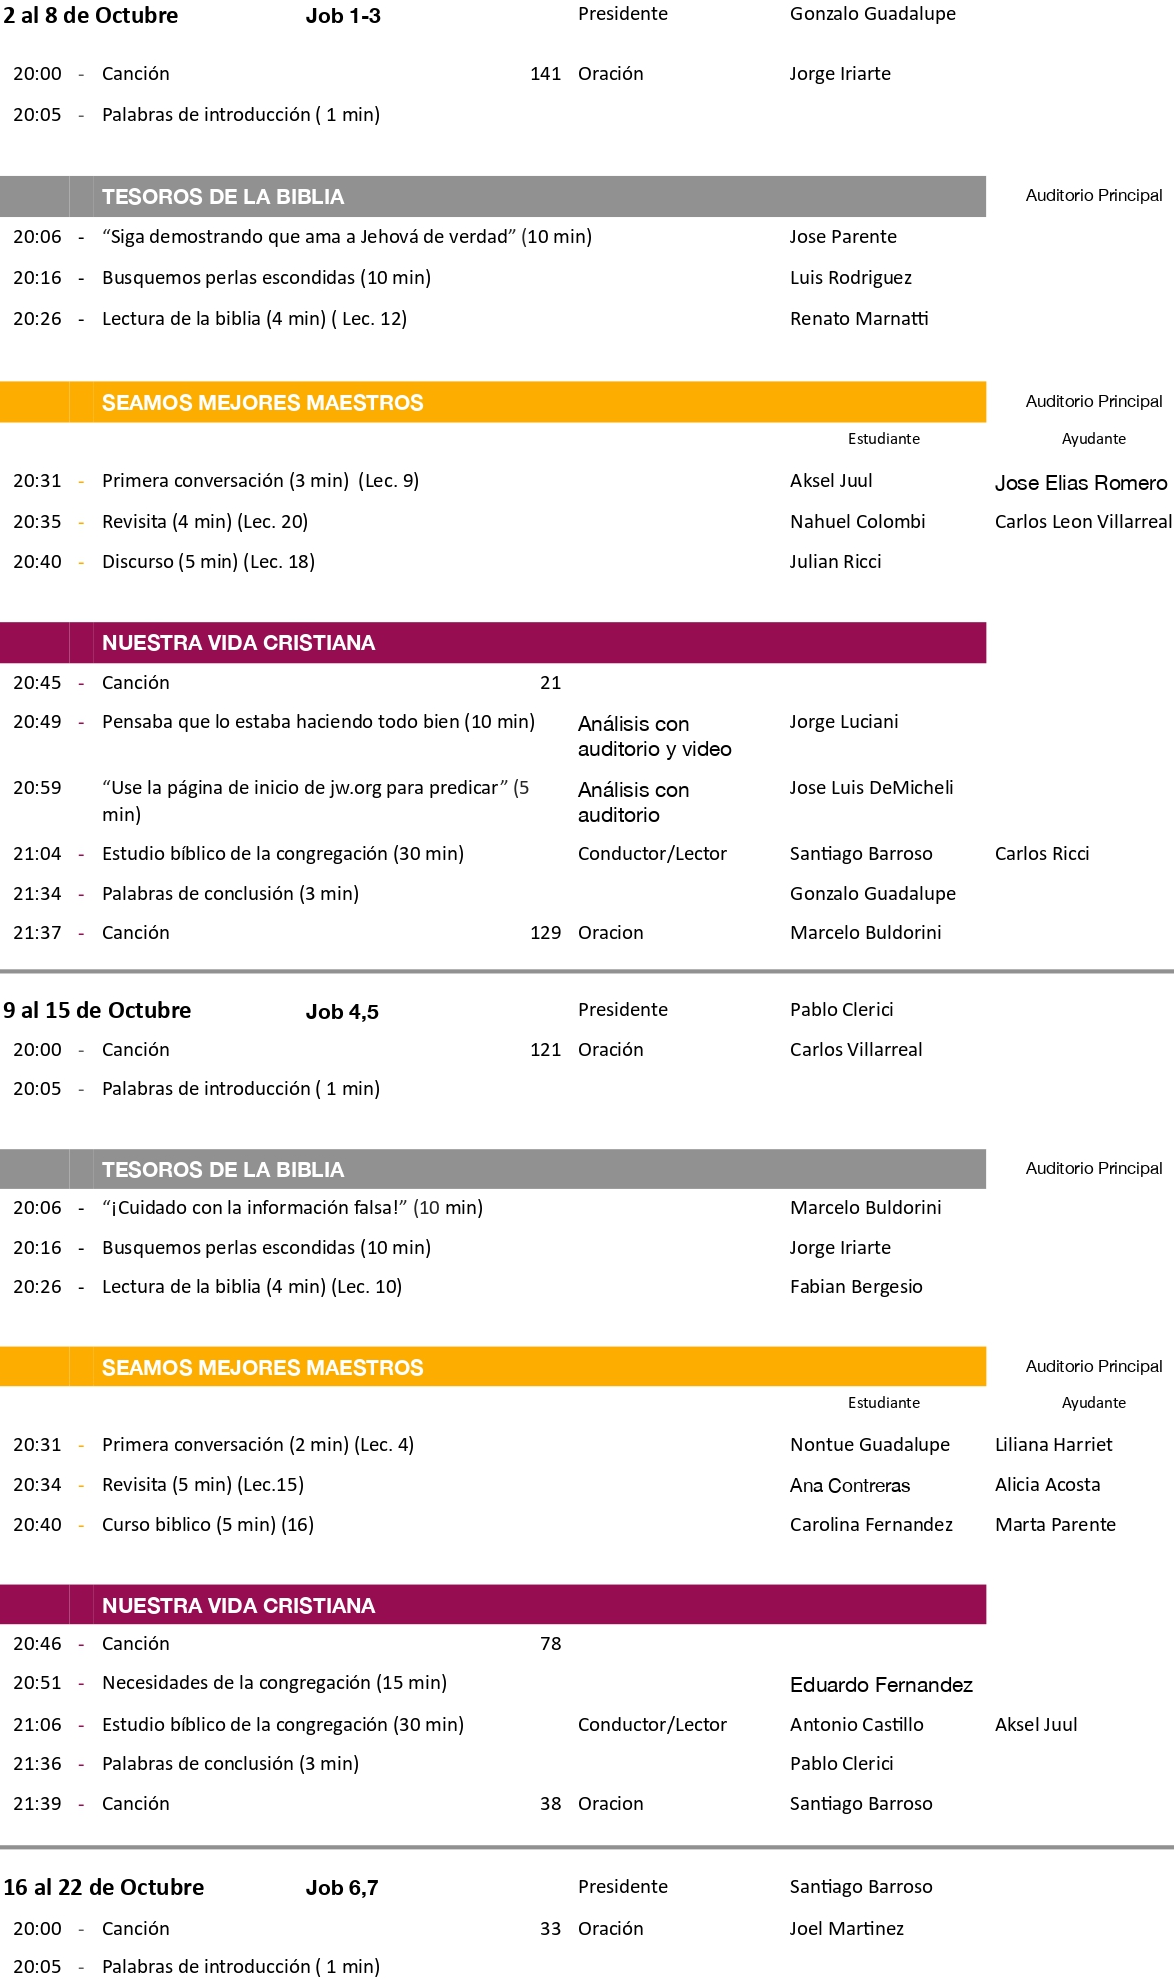 2 al 8 de Octubre Job 1-3 Presidente Gonzalo Guadalupe
20:00 - Canción 141 Oración Jorge Iriarte
20:05 - Palabras de introducción ( 1 min)
TESOROS DE LA BIBLIA Auditorio Principal
20:06 - “Siga demostrando que ama a Jehová de verdad” (10 min) Jose Parente
20:16 - Busquemos perlas escondidas (10 min) Luis Rodriguez
20:26 - Lectura de la biblia (4 min) ( Lec. 12) Renato Marnatti
SEAMOS MEJORES MAESTROS Auditorio Principal
Estudiante Ayudante
20:31 - Primera conversación (3 min) (Lec. 9) Aksel Juul Jose Elias Romero
20:35 - Revisita (4 min) (Lec. 20) Nahuel Colombi Carlos Leon Villarreal
20:40 - Discurso (5 min) (Lec. 18) Julian Ricci
NUESTRA VIDA CRISTIANA
20:45 - Canción 21
20:49 - Pensaba que lo estaba haciendo todo bien (10 min) Análisis con Jorge Luciani
auditorio y video
20:59 “Use la página de inicio de jw.org para predicar” (5 Análisis con Jose Luis DeMicheli
min) auditorio
21:04 - Estudio bíblico de la congregación (30 min) Conductor/Lector Santiago Barroso Carlos Ricci
21:34 - Palabras de conclusión (3 min) Gonzalo Guadalupe
21:37 - Canción 129 Oracion Marcelo Buldorini
9 al 15 de Octubre Job 4,5 Presidente Pablo Clerici
20:00 - Canción 121 Oración Carlos Villarreal
20:05 - Palabras de introducción ( 1 min)
TESOROS DE LA BIBLIA Auditorio Principal
20:06 - “¡Cuidado con la información falsa!” (10 min) Marcelo Buldorini
20:16 - Busquemos perlas escondidas (10 min) Jorge Iriarte
20:26 - Lectura de la biblia (4 min) (Lec. 10) Fabian Bergesio
SEAMOS MEJORES MAESTROS Auditorio Principal
Estudiante Ayudante
20:31 - Primera conversación (2 min) (Lec. 4) Nontue Guadalupe Liliana Harriet
20:34 - Revisita (5 min) (Lec.15) Ana Contreras Alicia Acosta
20:40 - Curso biblico (5 min) (16) Carolina Fernandez Marta Parente
NUESTRA VIDA CRISTIANA
20:46 - Canción 78
20:51 - Necesidades de la congregación (15 min) Eduardo Fernandez
21:06 - Estudio bíblico de la congregación (30 min) Conductor/Lector Antonio Castillo Aksel Juul
21:36 - Palabras de conclusión (3 min) Pablo Clerici
21:39 - Canción 38 Oracion Santiago Barroso
16 al 22 de Octubre Job 6,7 Presidente Santiago Barroso
20:00 - Canción 33 Oración Joel Martinez
20:05 - Palabras de introducción ( 1 min)